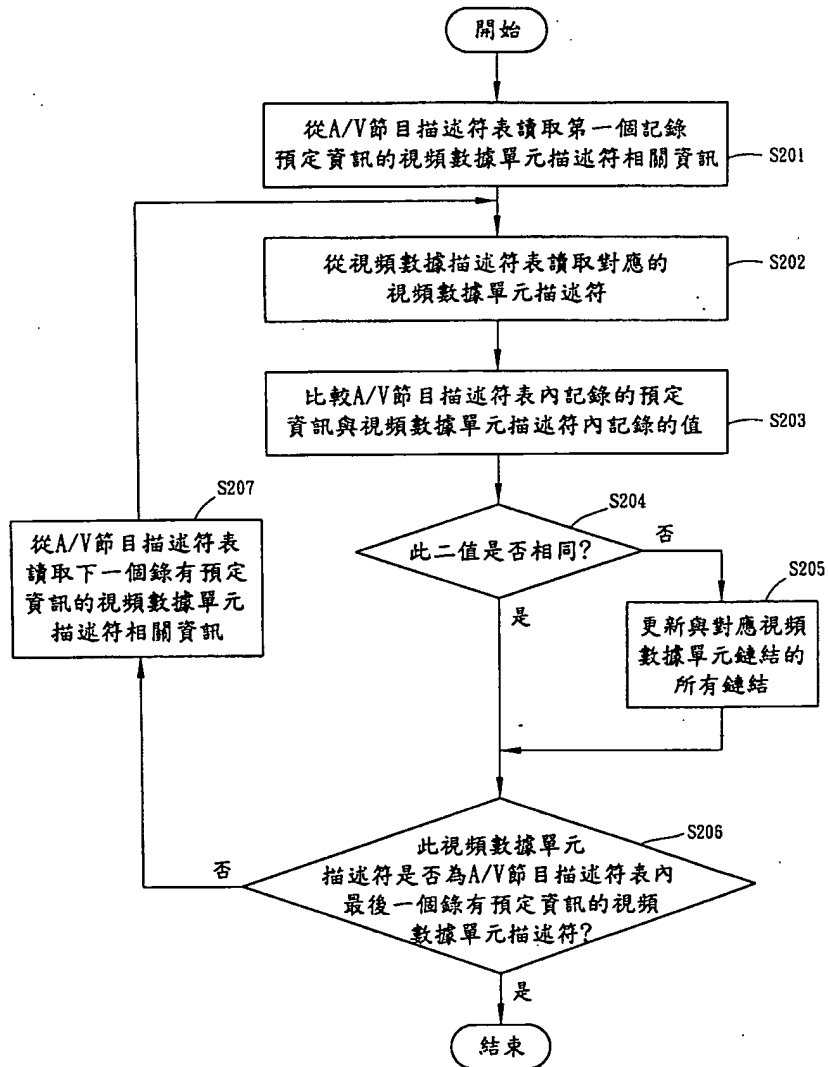 開始
從A/V節目描述符表讀取第一個記錄
預定資訊的視頻數據單元描述符相關資訊
S201
從視頻數據描述符表讀取對應的
視頻數據單元描述符
S202
比較A/V節目描述符表內記錄的預定
資訊與視頻數據單元描述符內記錄的值
S203
S204
此二值是否相同?
否
是
S205
更新與對應視頻
數據單元鏈結的
所有鏈結
S207
從A/V節目描述符表
讀取下一個錄有預定
資訊的視頻數據單元
描述符相關資訊
S206
此視頻數據單元
描述符是否為A/V節目描述符表內
最後一個錄有預定資訊的視頻
數據單元描述符?
否
是
結束